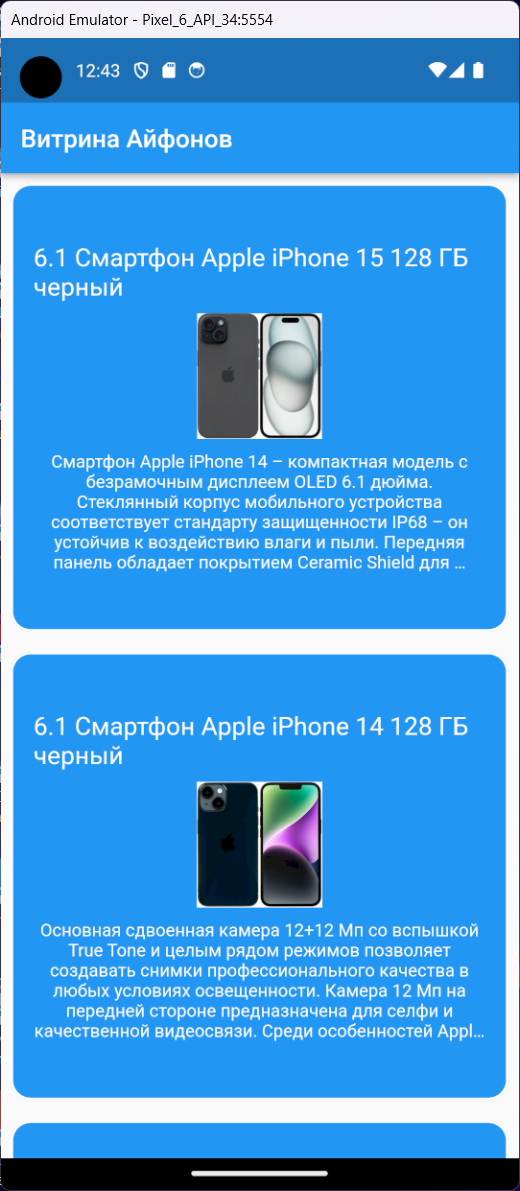 Android Emulator - Pixel_6_API_34:5554
12:43
Витрина Айфонов
6.1 Смартфон Apple iPhone 15 128 ГБ
черный
Смартфон Apple iPhone 14 – компактная модель с
безрамочным дисплеем OLED 6.1 дюйма.
Стеклянный корпус мобильного устройства
соответствует стандарту защищенности IP68 – он
устойчив к воздействию влаги и пыли. Передняя
панель обладает покрытием Ceramic Shield для ...
6.1 Смартфон Apple iPhone 14 128 ГБ
черный
Основная сдвоенная камера 12+12 Мп со вспышкой
True Tone и целым рядом режимов позволяет
создавать снимки профессионального качества в
любых условиях освещенности. Камера 12 Мп на
передней стороне предназначена для селфи и
качественной видеосвязи. Среди особенностей Appl...